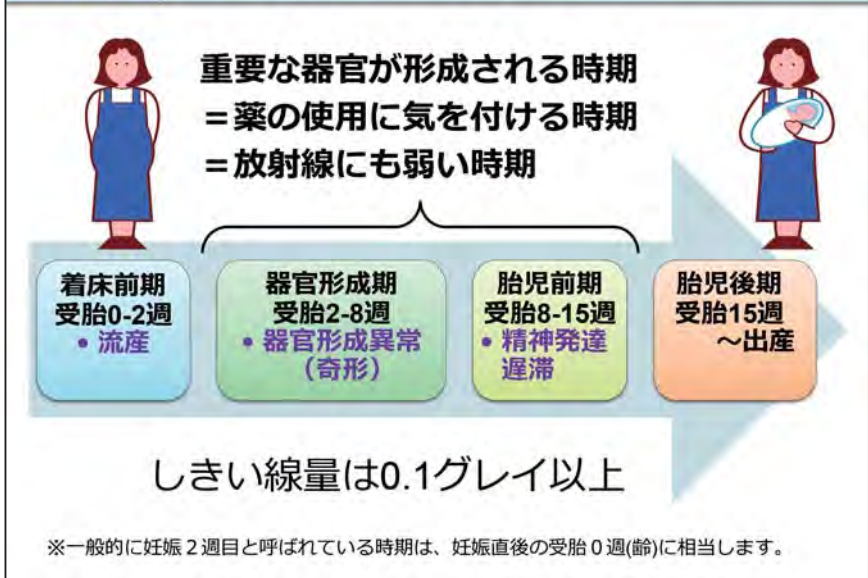 重要な器官が形成される時期
＝薬の使用に気を付ける時期
＝放射線にも弱い時期
着床前期
受胎0-2週
• 流産
器官形成期
受胎2-8週
• 器官形成異常
（奇形）
胎児前期
受胎8-15週
• 精神発達
遅滞
胎児後期
受胎15週
～出産
しきい線量は0.1グレイ以上
※一般的に妊娠２週目と呼ばれている時期は、妊娠直後の受胎０週(齢)に相当します。